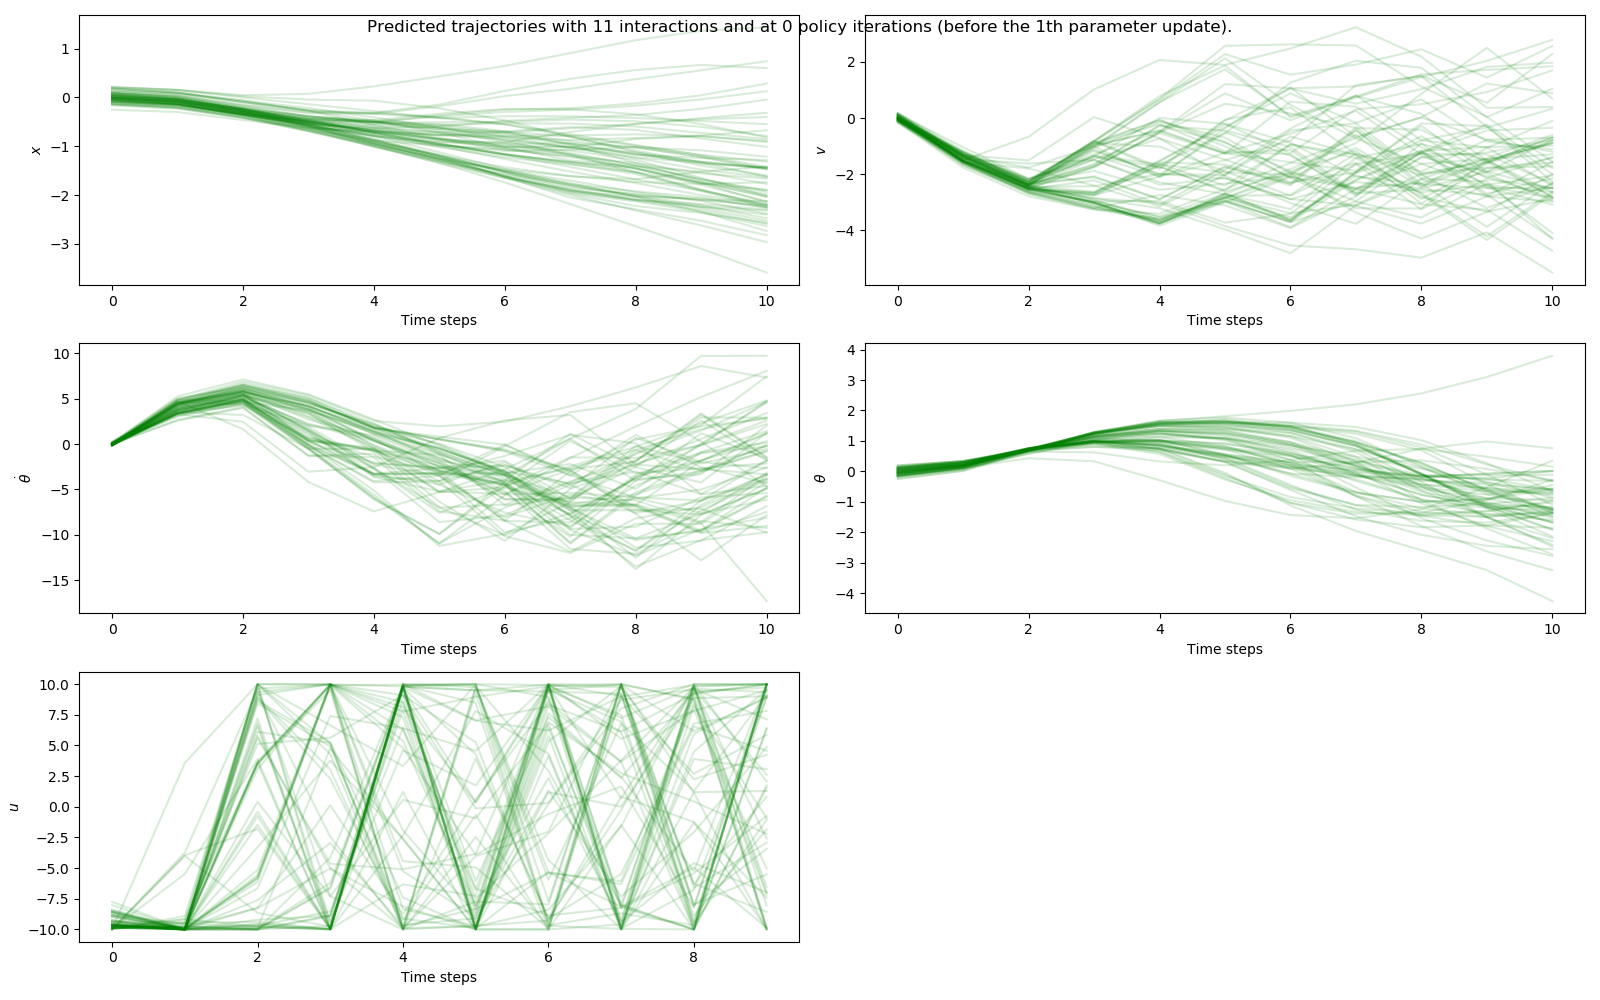 Predicted trajectories with 11 interactions and at 0 policy iterations (before the 1th parameter update).
1
0
−1
−2
−3
x
0 2 4 6 8 10
Time steps
2
0
−2
−4
v
0 2 4 6 8 10
Time steps
10
5
0
−5
−10
−15
θ̇
0 2 4 6 8 10
Time steps
4
3
2
1
0
−1
−2
−3
−4
θ
0 2 4 6 8 10
Time steps
10.0
7.5
5.0
2.5
0.0
−2.5
−5.0
−7.5
−10.0
u
0 2 4 6 8
Time steps